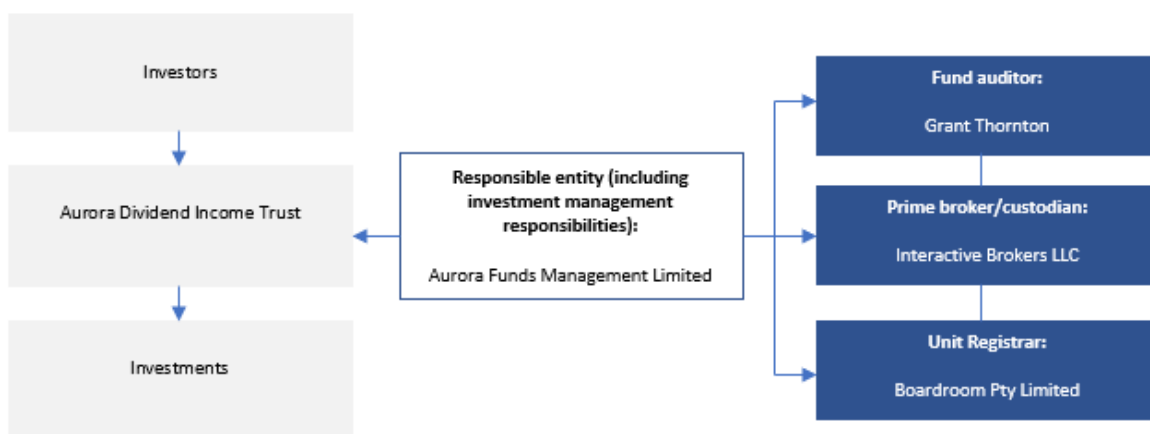 Investors
Aurora Dividend Income Trust
Investments
Responsible entity (including
investment management
responsibilities):
Aurora Funds Management Limited
Fund auditor:
Grant Thornton
Prime broker/custodian:
Interactive Brokers LLC
Unit Registrar:
Boardroom Pty Limited